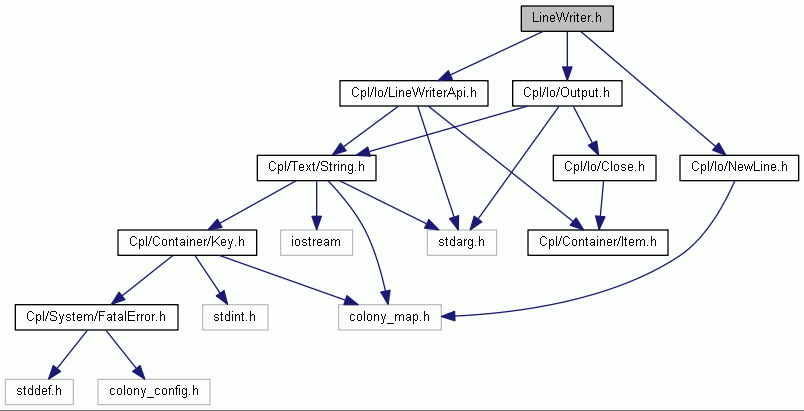 LineWriter.h
Cpl/Io/LineWriterApi.h
Cpl/Io/Output.h
Cpl/Text/String.h
Cpl/Io/Close.h
Cpl/Io/NewLine.h
Cpl/Container/Key.h
iostream
stdarg.h
Cpl/Container/Item.h
Cpl/System/FatalError.h
stdint.h
colony_map.h
stddef.h
colony_config.h